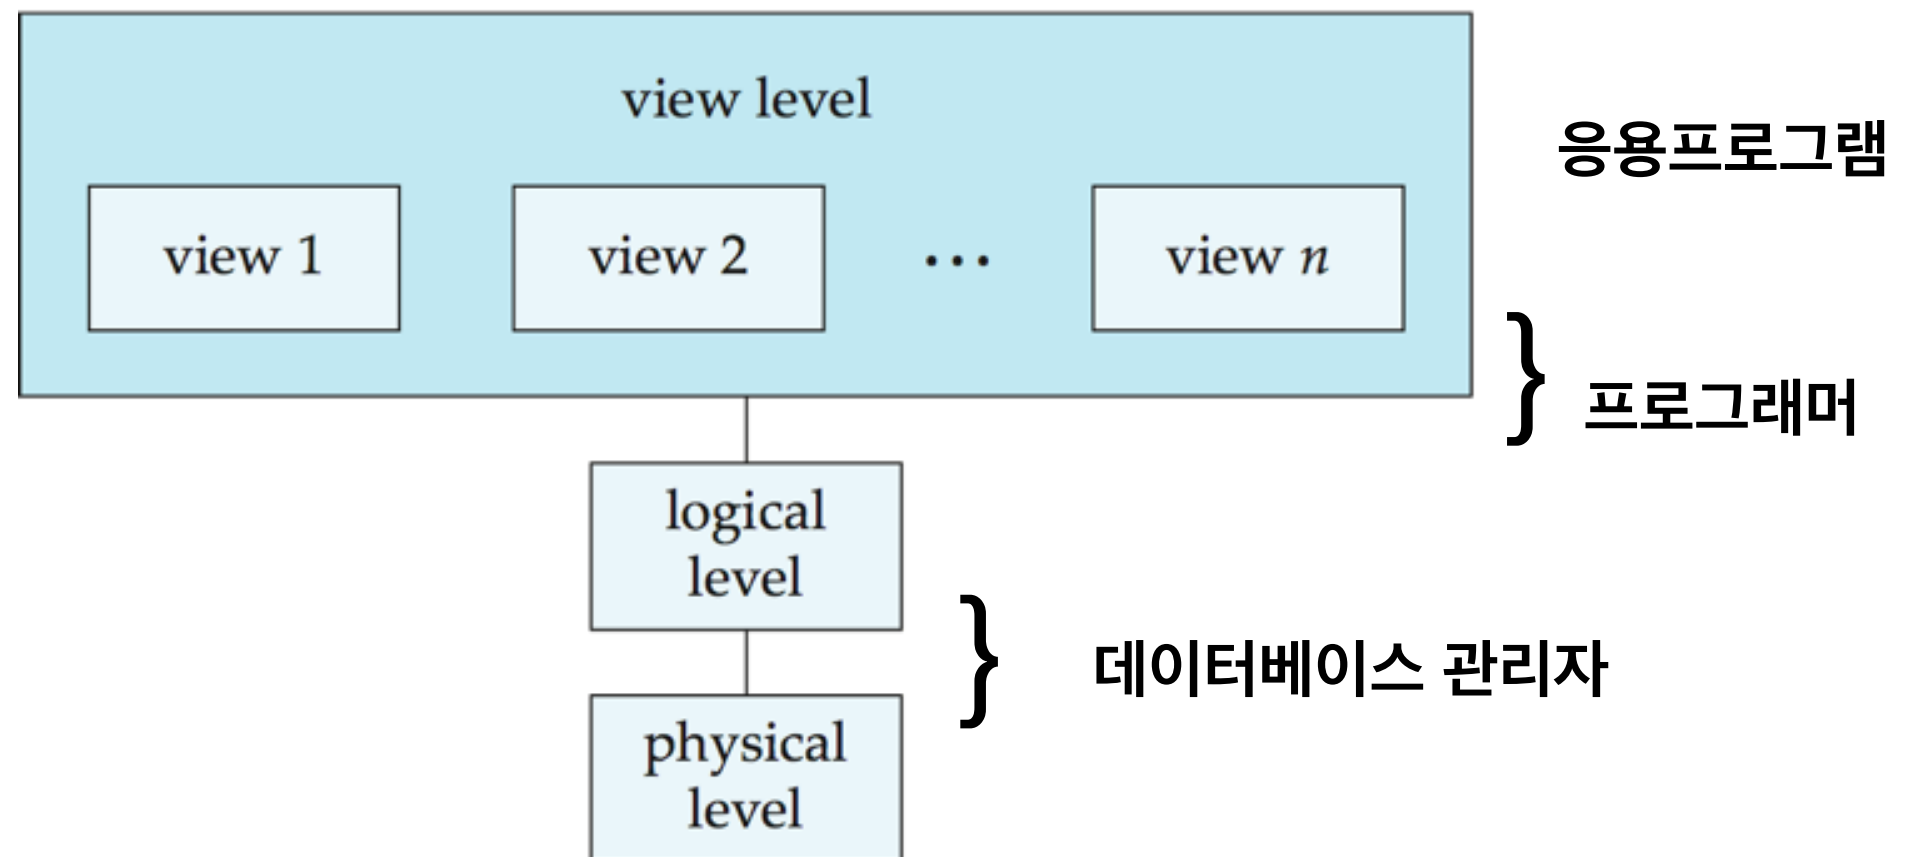 view level
응용프로그램
view 1
view 2
...
view n
}
프로그래머
logical
level
}
데이터베이스 관리자
physical
level